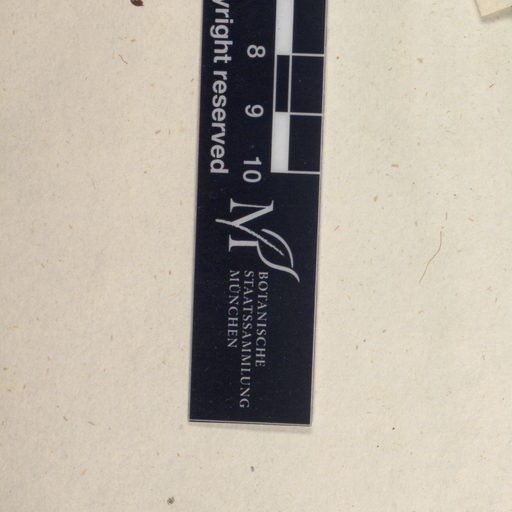 8 9 10
yright reserved
M
BOTANISCHE
STAATSSAMMLUNG
MÜNCHEN